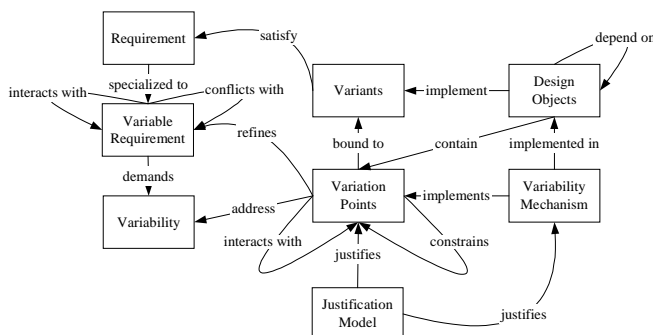 Requirement
satisfy
depend on
specialized to
interacts with
conflicts with
Variants
implement
Design
Objects
Variable
Requirement
refines
bound to
contain
implemented in
demands
Variability
address
Variation
Points
implements
Variability
Mechanism
interacts with
constrains
justifies
Justification
Model
justifies